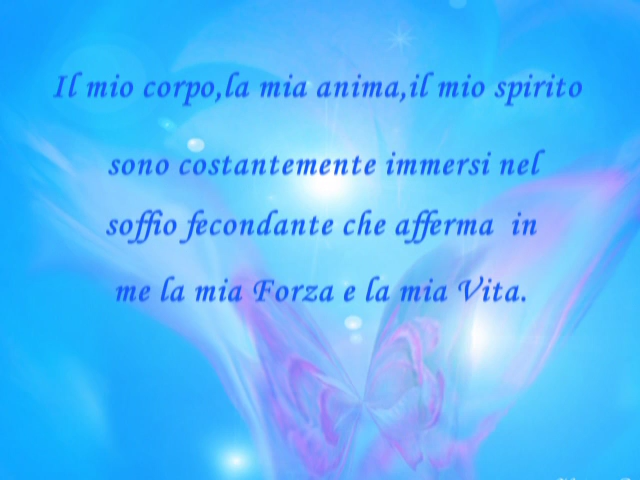 Il mio corpo,la mia anima,il mio spirito
sono costantemente immersi nel
soffio fecondante che afferma in
me la mia Forza e la mia Vita.